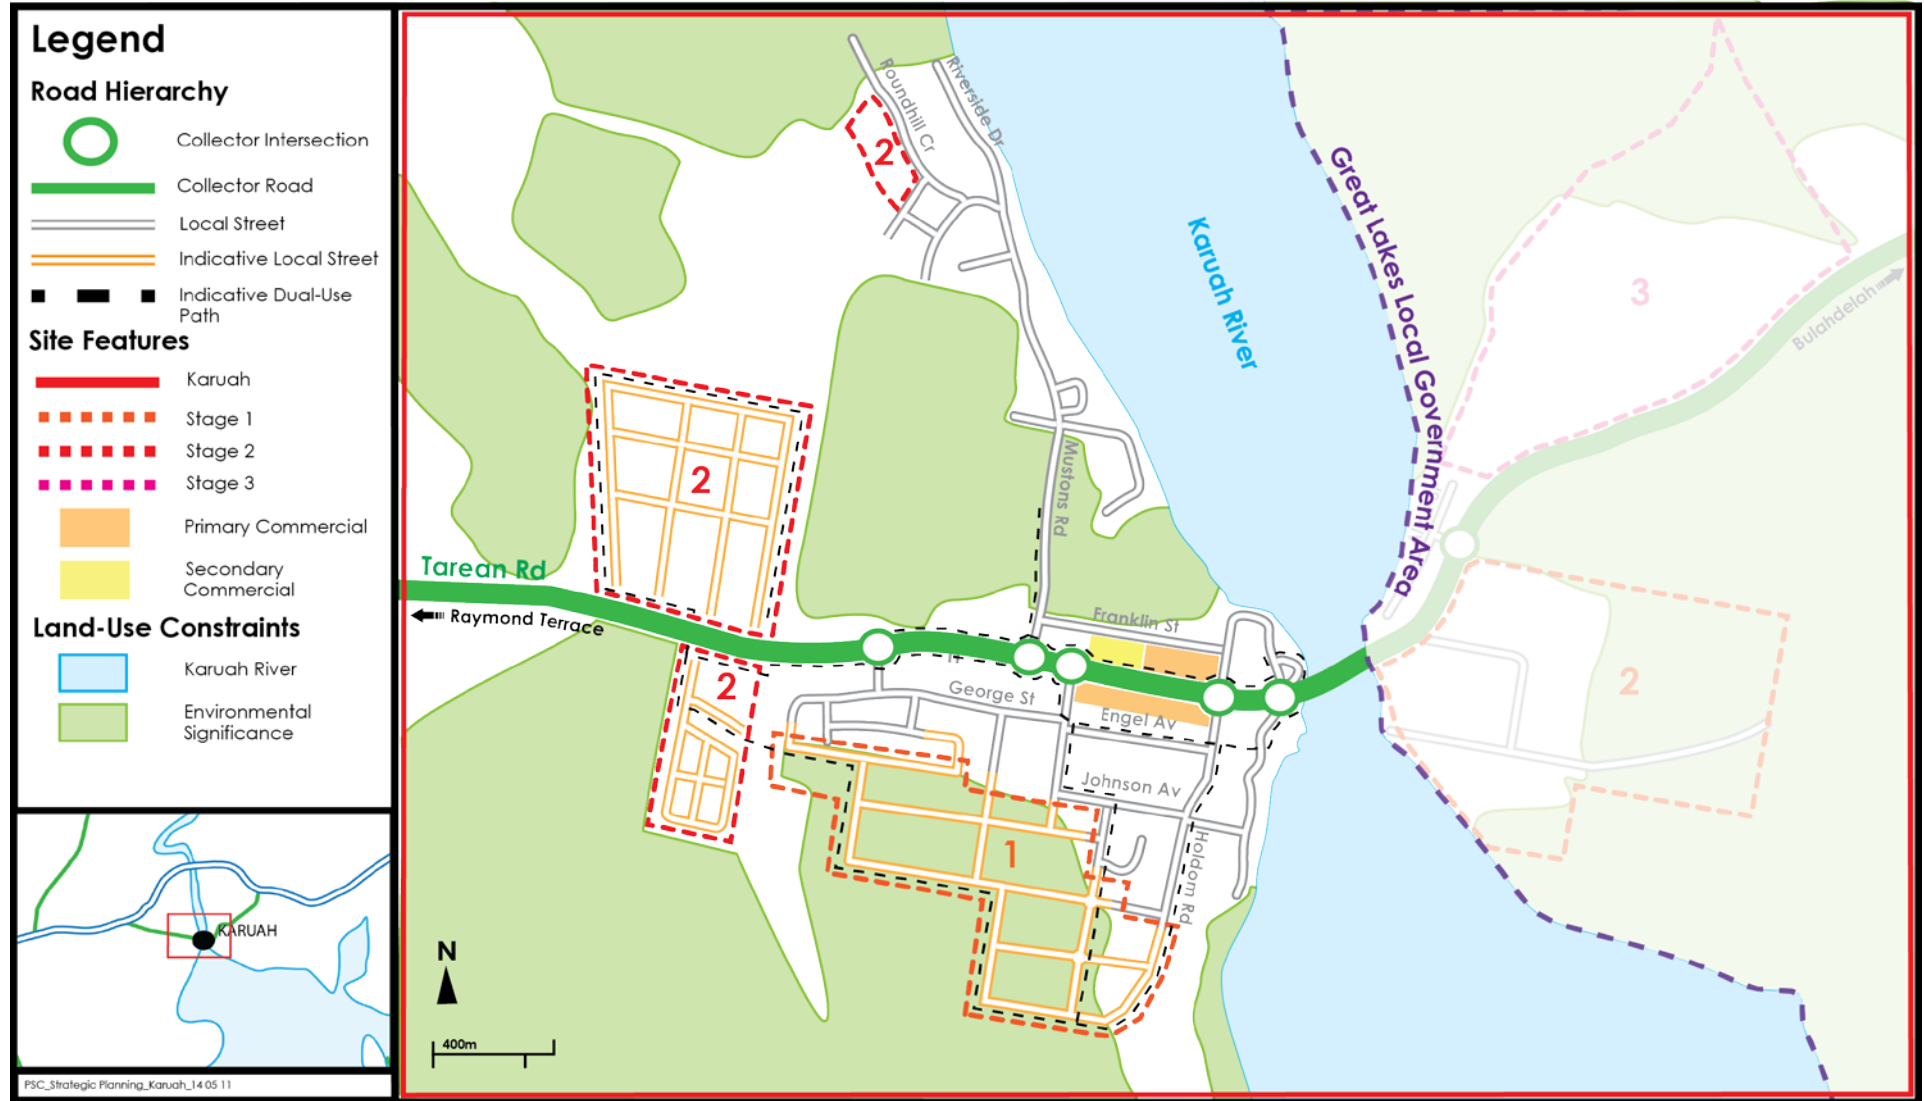 Legend
Road Hierarchy
Collector Intersection
Collector Road
Local Street
Indicative Local Street
Indicative Dual-Use
Path
Site Features
Karuah
Stage 1
Stage 2
Stage 3
Primary Commercial
Secondary
Commercial
Land-Use Constraints
Karuah River
Environmental
Significance
KARUAH
PSC_Strategic Planning_Karuah_14 05 11
Roundhill Cr
Riverside Dr
2
Karuah River
Great Lakes Local Government Area
3
Bulahdelah
2
Mustons Rd
Tarean Rd
Raymond Terrace
Franklin St
2
George St
Engel Av
2
Johnson Av
1
Holdom Rd
N
400m